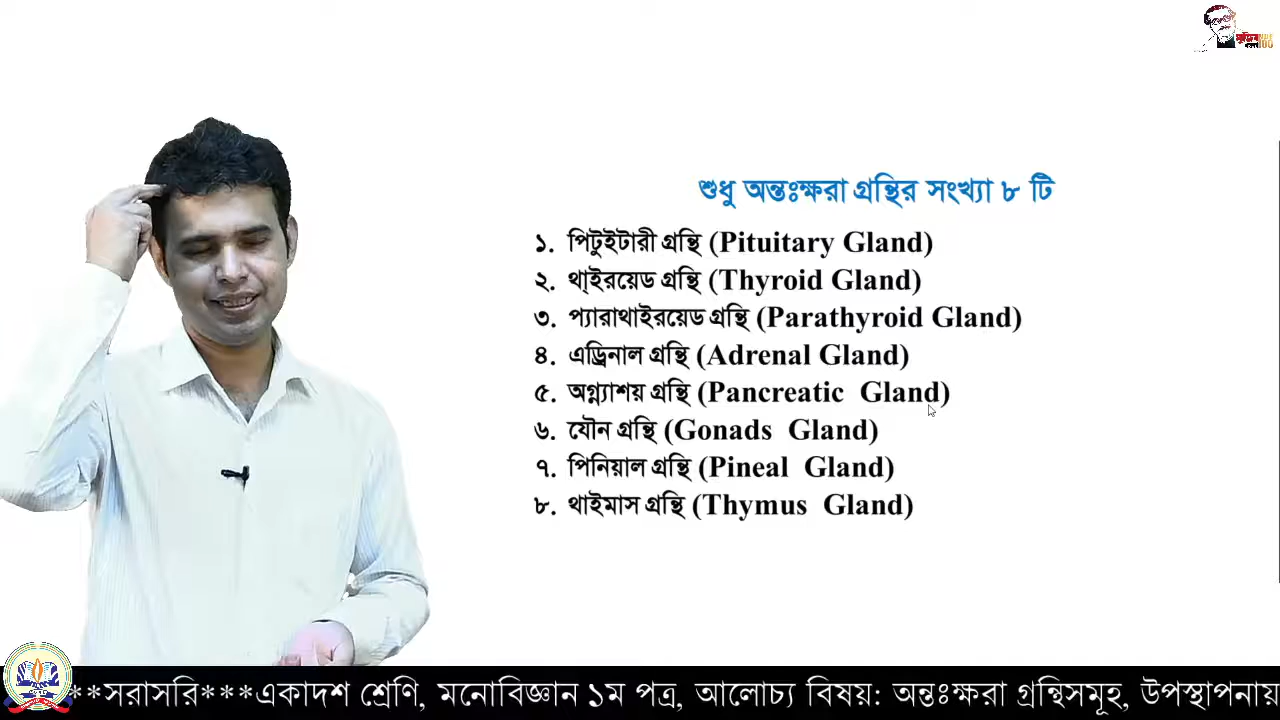 শুধু অন্তঃক্ষরা গ্রন্থির সংখ্যা ৮ টি
১. পিটুইটারী গ্রন্থি (Pituitary Gland)
২. থা্ইরয়েড গ্রন্থি (Thyroid Gland)
৩. প্যারাথাইরয়েড গ্রন্থি (Parathyroid Gland)
৪. এড্রিনাল গ্রন্থি (Adrenal Gland)
৫. অগ্ন্যাশয় গ্রন্থি (Pancreatic Gland)
৬. যৌন গ্রন্থি (Gonads Gland)
৭. পিনিয়াল গ্রন্থি (Pineal Gland)
৮. থাইমাস গ্রন্থি (Thymus Gland)
**সরাসরি***একাদশ শ্রেণি, মনোবিজ্ঞান ১ম পত্র, আলোচ্য বিষয়: অন্তঃক্ষরা গ্রন্থিসমূহ, উপস্থাপনায়